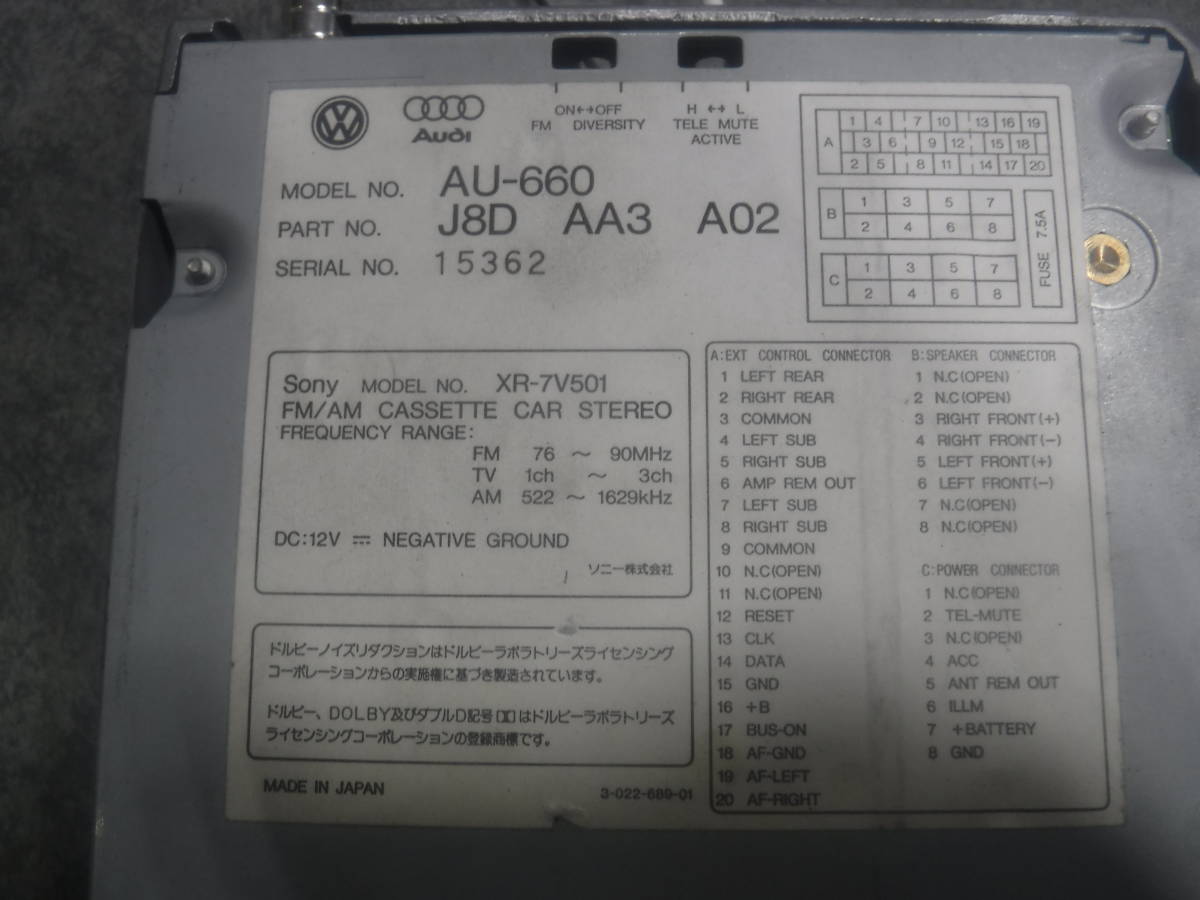 Audi
ON↔OFF
FM DIVERSITY
H ↔ L
TELE MUTE
ACTIVE
MODEL NO. AU-660
PART NO. J8D AA3 A02
SERIAL NO. 15362
A
1 4 7 10 13 16 19
3 6 9 12 15 18
2 5 8 11 14 17 20
B
1 3 5 7
2 4 6 8
C
1 3 5 7
2 4 6 8
FUSE 7.5A
Sony MODEL NO. XR-7V501
FM/AM CASSETTE CAR STEREO
FREQUENCY RANGE:
FM 76 ~ 90MHz
TV 1ch ~ 3ch
AM 522 ~ 1629kHz
DC:12V ⎓ NEGATIVE GROUND
ソニー株式会社
ドルビーノイズリダクションはドルビーラボラトリーズライセンシング
コーポレーションからの実施権に基づき製造されています。
ドルビー、DOLBY及びダブルD記号はドルビーラボラトリーズ
ライセンシングコーポレーションの登録商標です。
MADE IN JAPAN
3-022-689-01
A:EXT CONTROL CONNECTOR
1 LEFT REAR
2 RIGHT REAR
3 COMMON
4 LEFT SUB
5 RIGHT SUB
6 AMP REM OUT
7 LEFT SUB
8 RIGHT SUB
9 COMMON
10 N.C(OPEN)
11 N.C(OPEN)
12 RESET
13 CLK
14 DATA
15 GND
16 +B
17 BUS-ON
18 AF-GND
19 AF-LEFT
20 AF-RIGHT
B:SPEAKER CONNECTOR
1 N.C(OPEN)
2 N.C(OPEN)
3 RIGHT FRONT(+)
4 RIGHT FRONT(-)
5 LEFT FRONT(+)
6 LEFT FRONT(-)
7 N.C(OPEN)
8 N.C(OPEN)
C:POWER CONNECTOR
1 N.C(OPEN)
2 TEL-MUTE
3 N.C(OPEN)
4 ACC
5 ANT REM OUT
6 ILLM
7 +BATTERY
8 GND